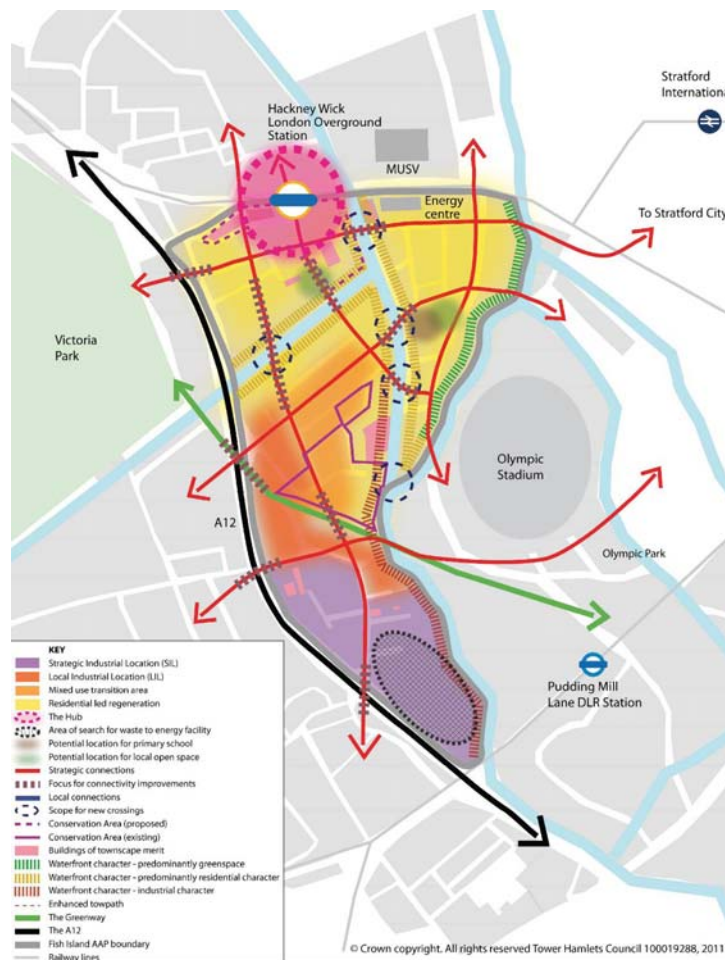 Stratford
International
Hackney Wick
London Overground
Station
MUSV
Energy
centre
To Stratford City
Victoria
Park
Olympic
Stadium
A12
Olympic Park
Pudding Mill
Lane DLR Station
KEY
Strategic Industrial Location (SIL)
Local Industrial Location (LIL)
Mixed use transition area
Residential led regeneration
The Hub
Area of search for waste to energy facility
Potential location for primary school
Potential location for local open space
Strategic connections
Focus for connectivity improvements
Local connections
Scope for new crossings
Conservation Area (proposed)
Conservation Area (existing)
Buildings of townscape merit
Waterfront character - predominantly greenspace
Waterfront character - predominantly residential character
Waterfront character - industrial character
Enhanced towpath
The Greenway
The A12
Fish Island AAP boundary
Railway lines
© Crown copyright. All rights reserved Tower Hamlets Council 100019288, 2011